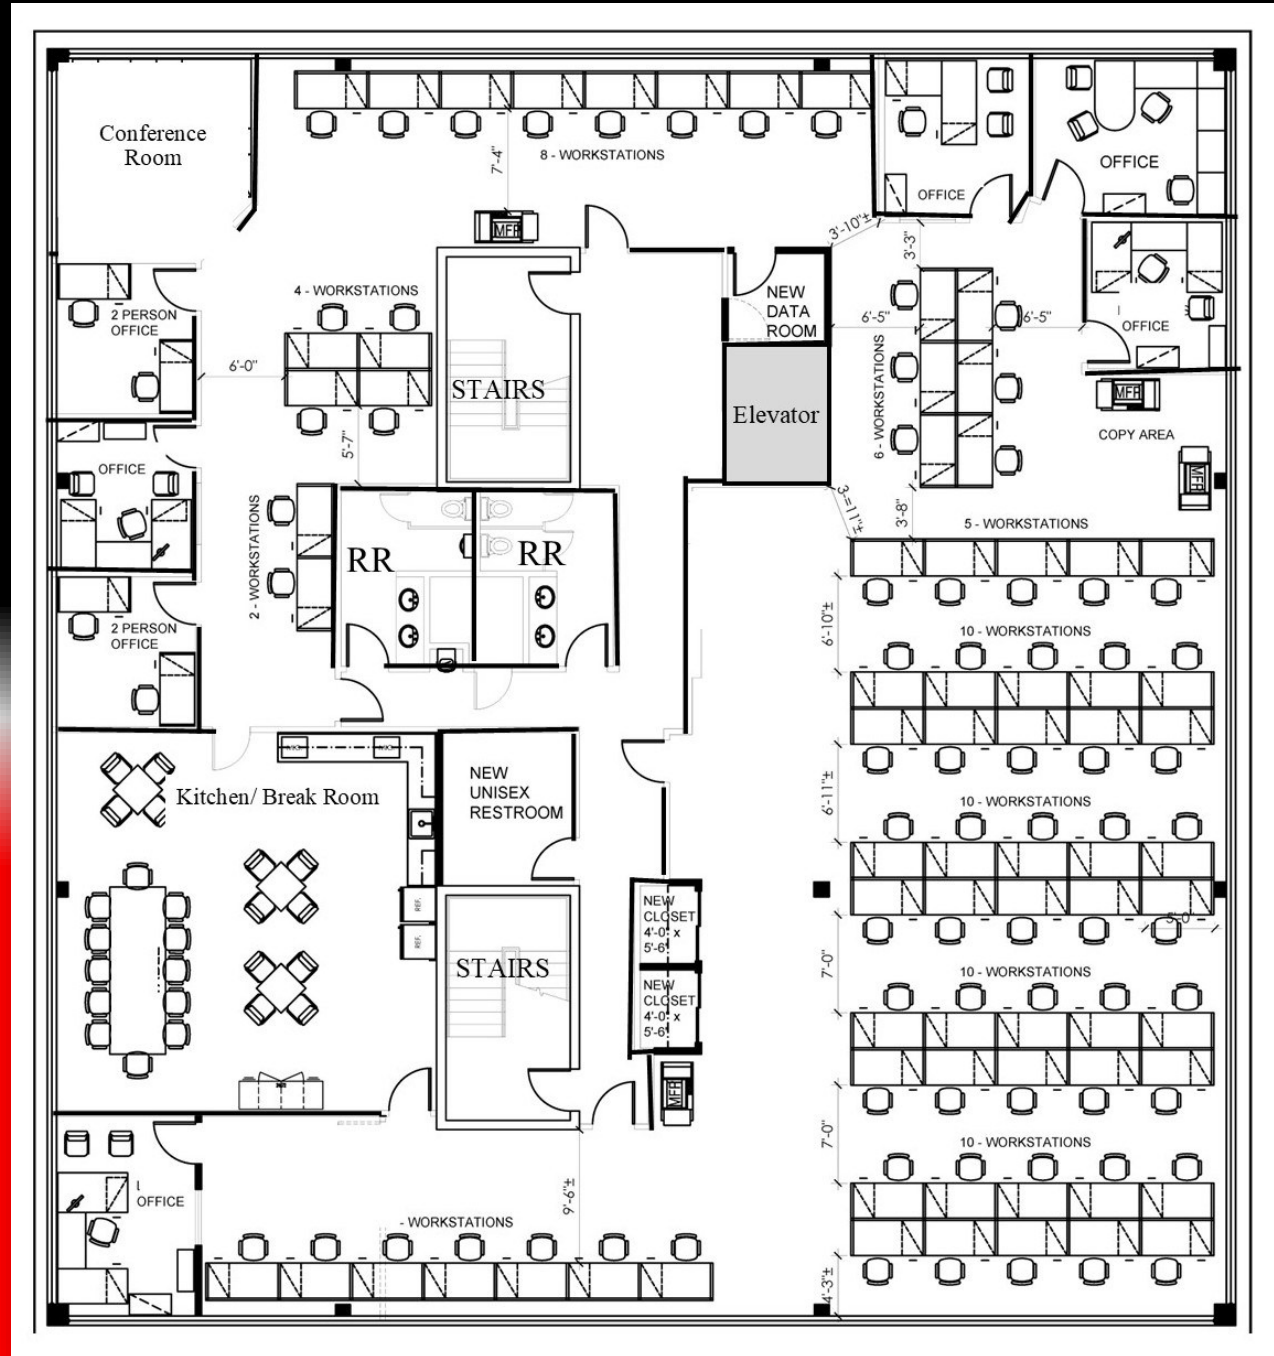 Conference
Room
8 - WORKSTATIONS
7'-4"
MFP
OFFICE
OFFICE
3'-10"±
3'-3"
OFFICE
2 PERSON
OFFICE
4 - WORKSTATIONS
6'-0"
5'-7"
STAIRS
NEW
DATA
ROOM
Elevator
6'-5"
6'-5"
6 - WORKSTATIONS
MFP
COPY AREA
MFP
OFFICE
2 - WORKSTATIONS
RR
RR
3'-8"
5 - WORKSTATIONS
2 PERSON
OFFICE
6'-10"±
10 - WORKSTATIONS
Kitchen/ Break Room
NEW
UNISEX
RESTROOM
6'-11"±
10 - WORKSTATIONS
REF.
REF.
NEW
CLOSET
4'-0" x
5'-6"
5'-0"
STAIRS
NEW
CLOSET
4'-0" x
5'-6"
7'-0"
10 - WORKSTATIONS
MFP
7'-0"
10 - WORKSTATIONS
OFFICE
9'-6"±
- WORKSTATIONS
4'-3"±